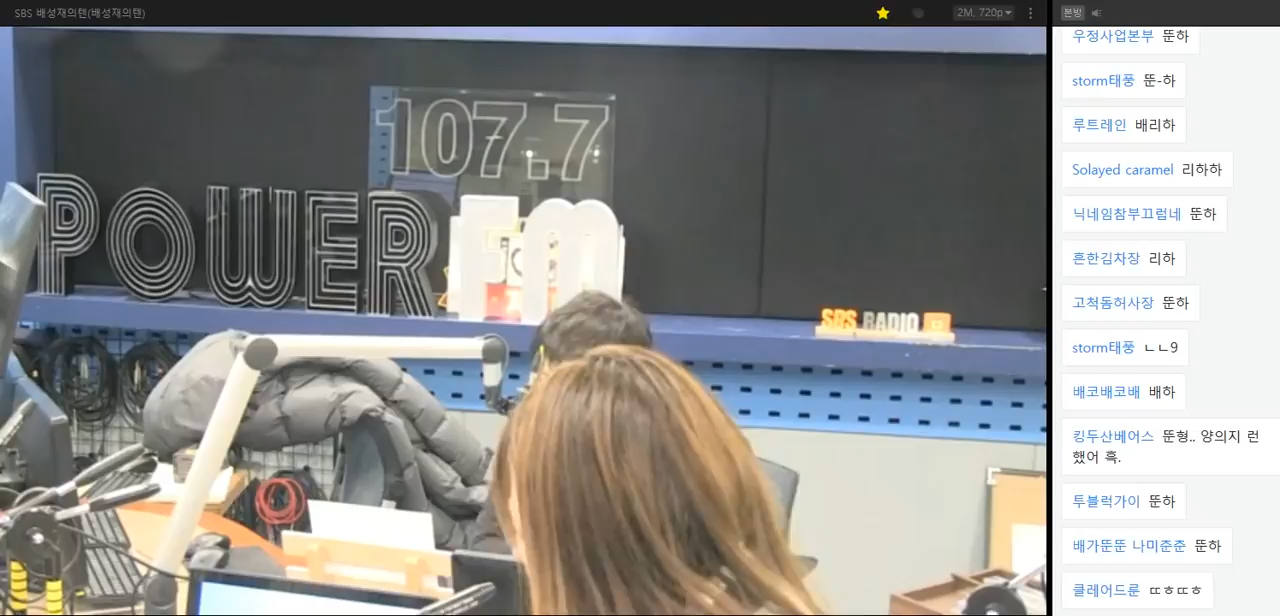 SBS 배성재의텐(배성재의텐)
2M, 720p
본방
107.7
POWER FM
SBS RADIO
우정사업본부 뚠하
storm태풍 뚠-하
루트레인 배리하
Solayed caramel 리하하
닉네임참부끄럽네 뚠하
흔한김차장 리하
고척돔허사장 뚠하
storm태풍 ㄴㄴ9
배코배코배 배하
킹두산베어스 뚠형.. 양의지 런
했어 흑.
투블럭가이 뚠하
배가뚠뚠 나미춘춘 뚠하
클레어드룬 ㄸㅎㄸㅎ